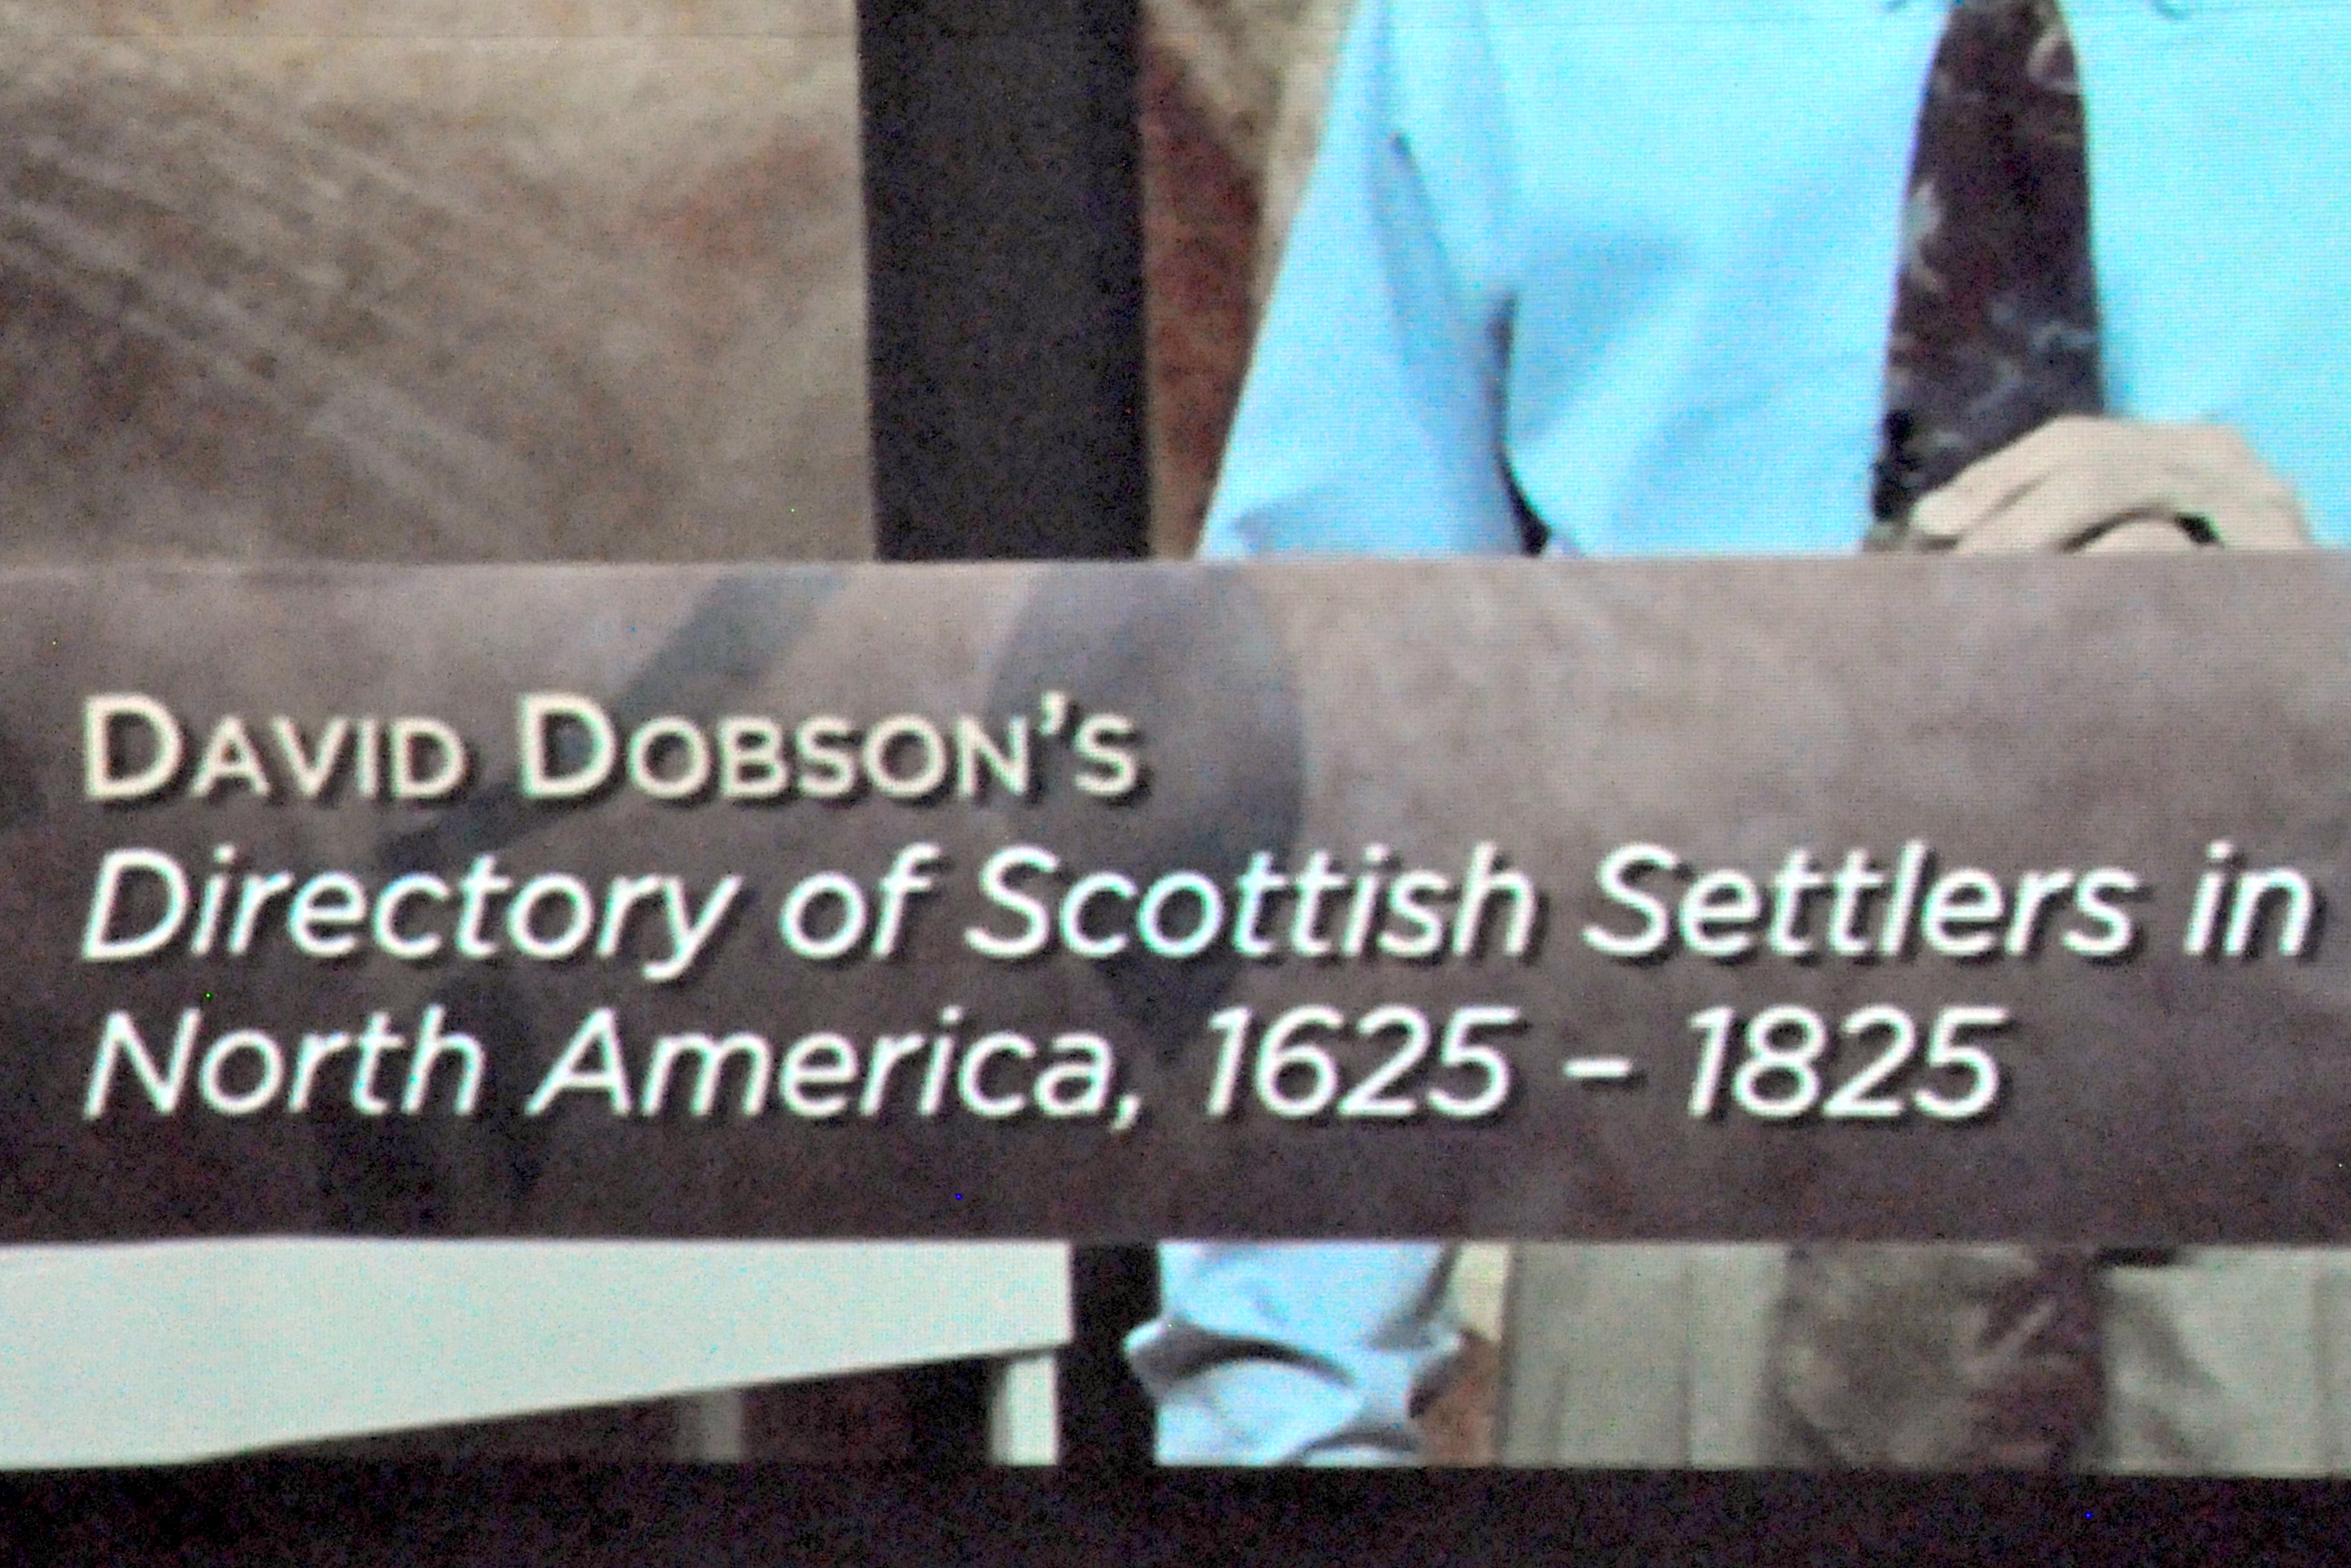 DAVID DOBSON'S
Directory of Scottish Settlers in
North America, 1625 – 1825